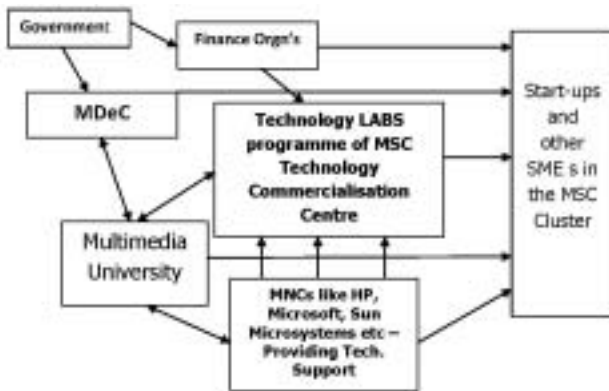 Government
Finance Orgn's
MDeC
Technology LABS
programme of MSC
Technology
Commercialisation
Centre
Start-ups
and
other
SME s in
the MSC
Cluster
Multimedia
University
MNCs like HP,
Microsoft, Sun
Microsystems etc –
Providing Tech.
Support